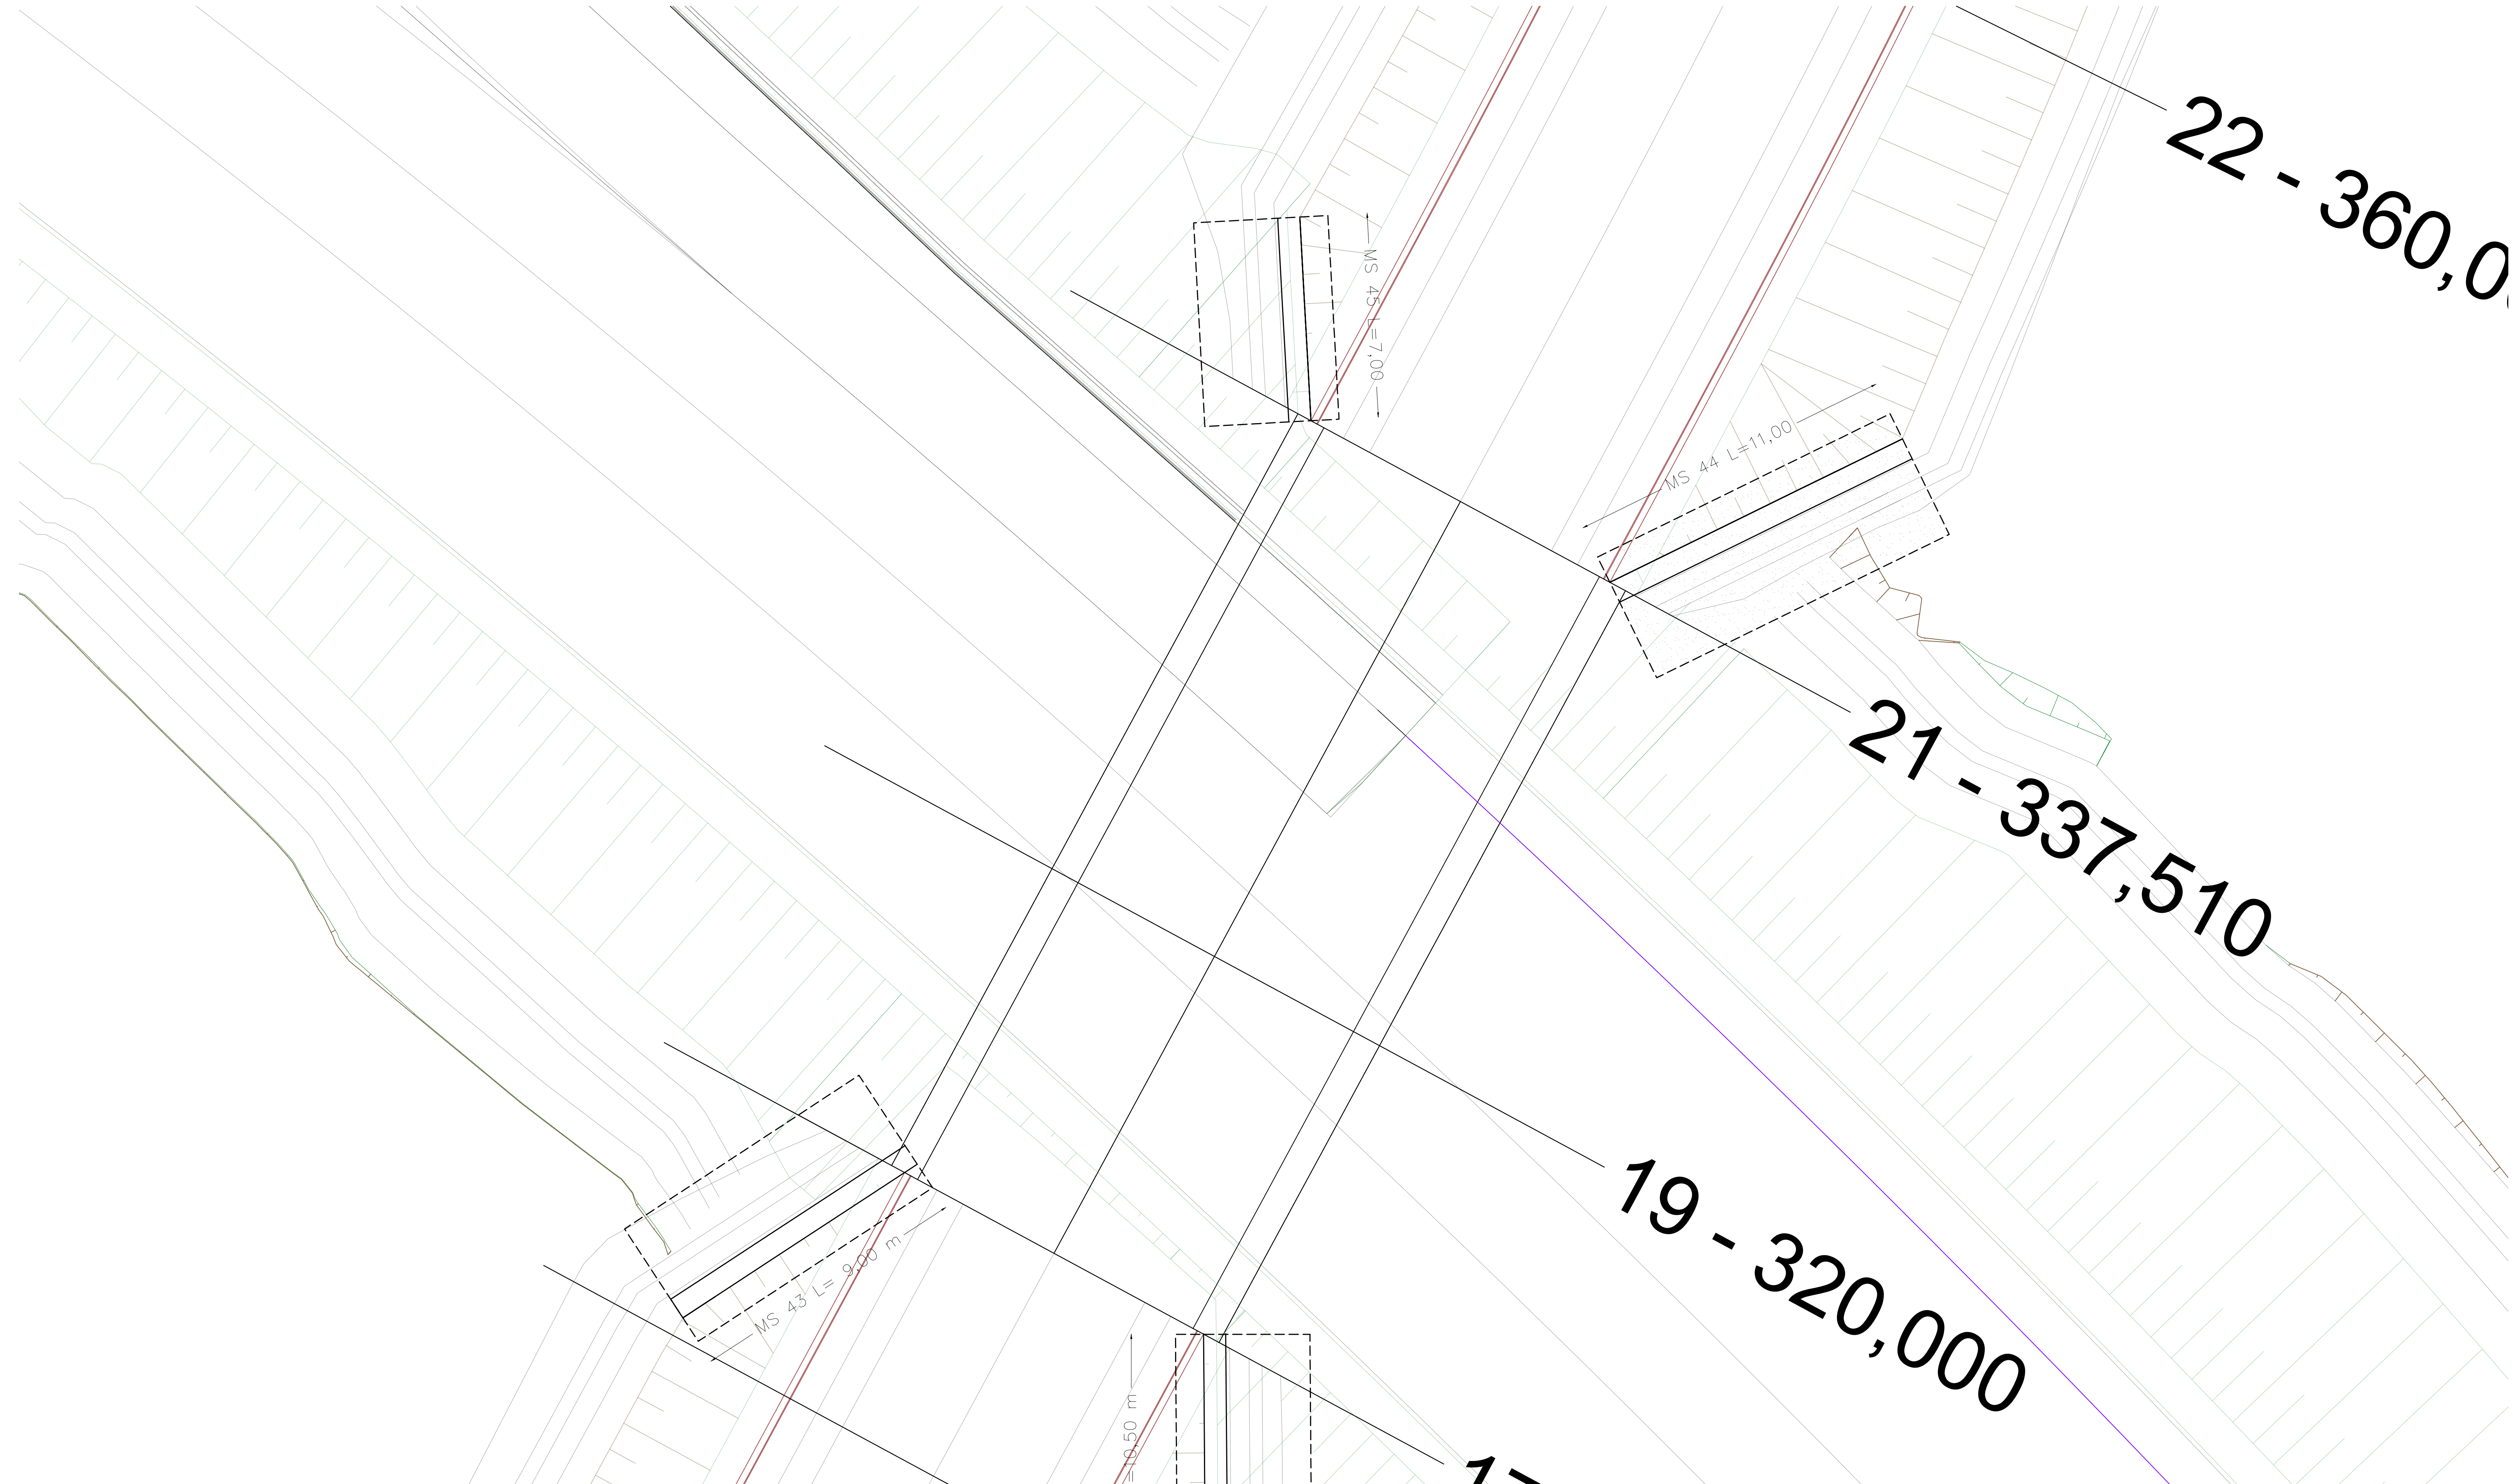 22 - 360,0
MS 45 L=7,00
MS 44 L=11,00
21 - 337,510
19 - 320,000
MS 43 L= 9,00 m
=10,50 m
17